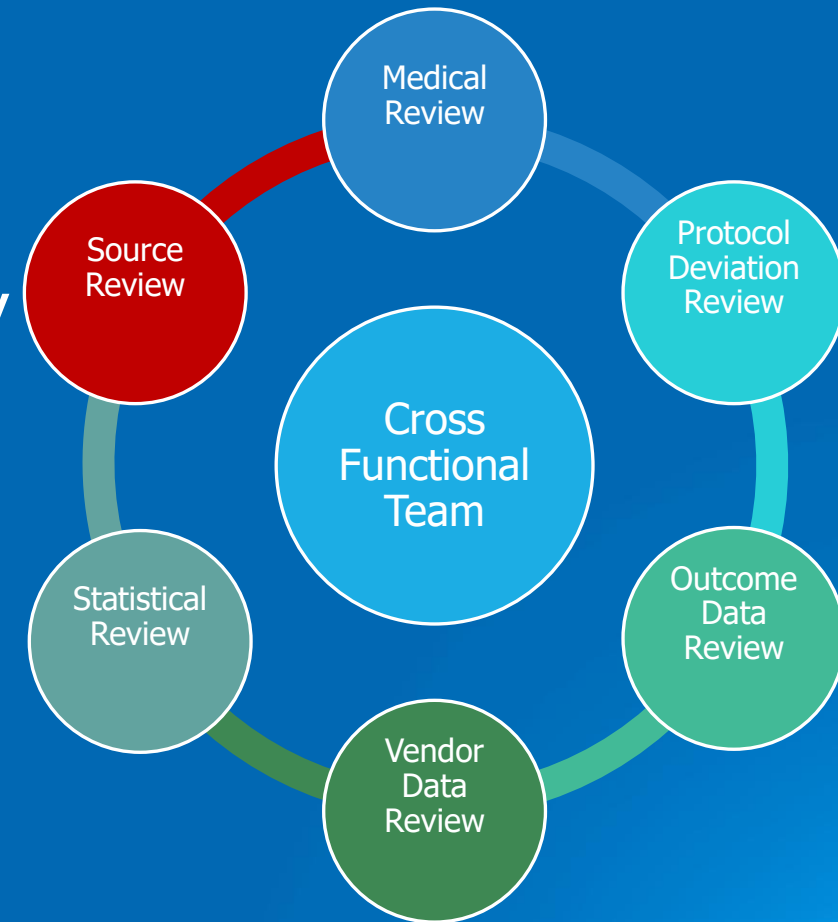 Medical
Review
Protocol
Deviation
Review
Outcome
Data
Review
Vendor
Data
Review
Statistical
Review
Source
Review
Cross
Functional
Team